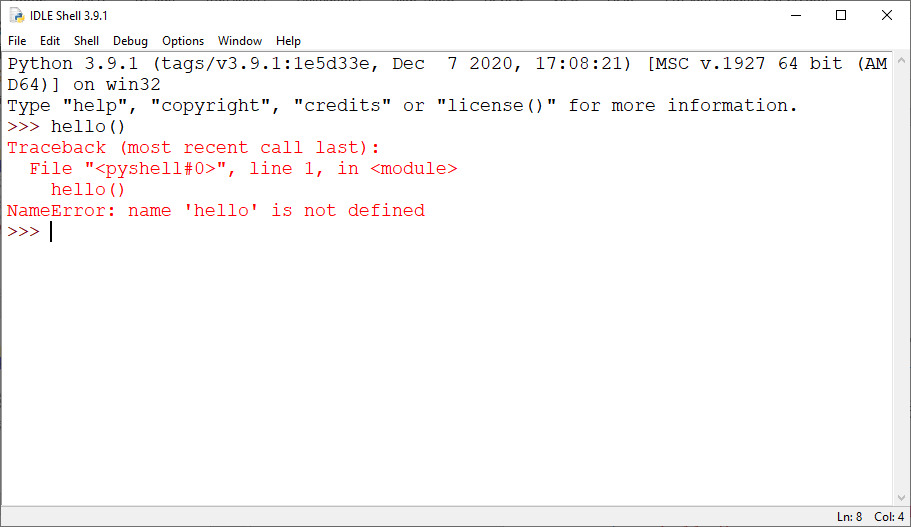 IDLE Shell 3.9.1
File Edit Shell Debug Options Window Help
Python 3.9.1 (tags/v3.9.1:1e5d33e, Dec  7 2020, 17:08:21) [MSC v.1927 64 bit (AM
D64)] on win32
Type "help", "copyright", "credits" or "license()" for more information.
>>> hello()
Traceback (most recent call last):
  File "<pyshell#0>", line 1, in <module>
    hello()
NameError: name 'hello' is not defined
>>>
Ln: 8 Col: 4